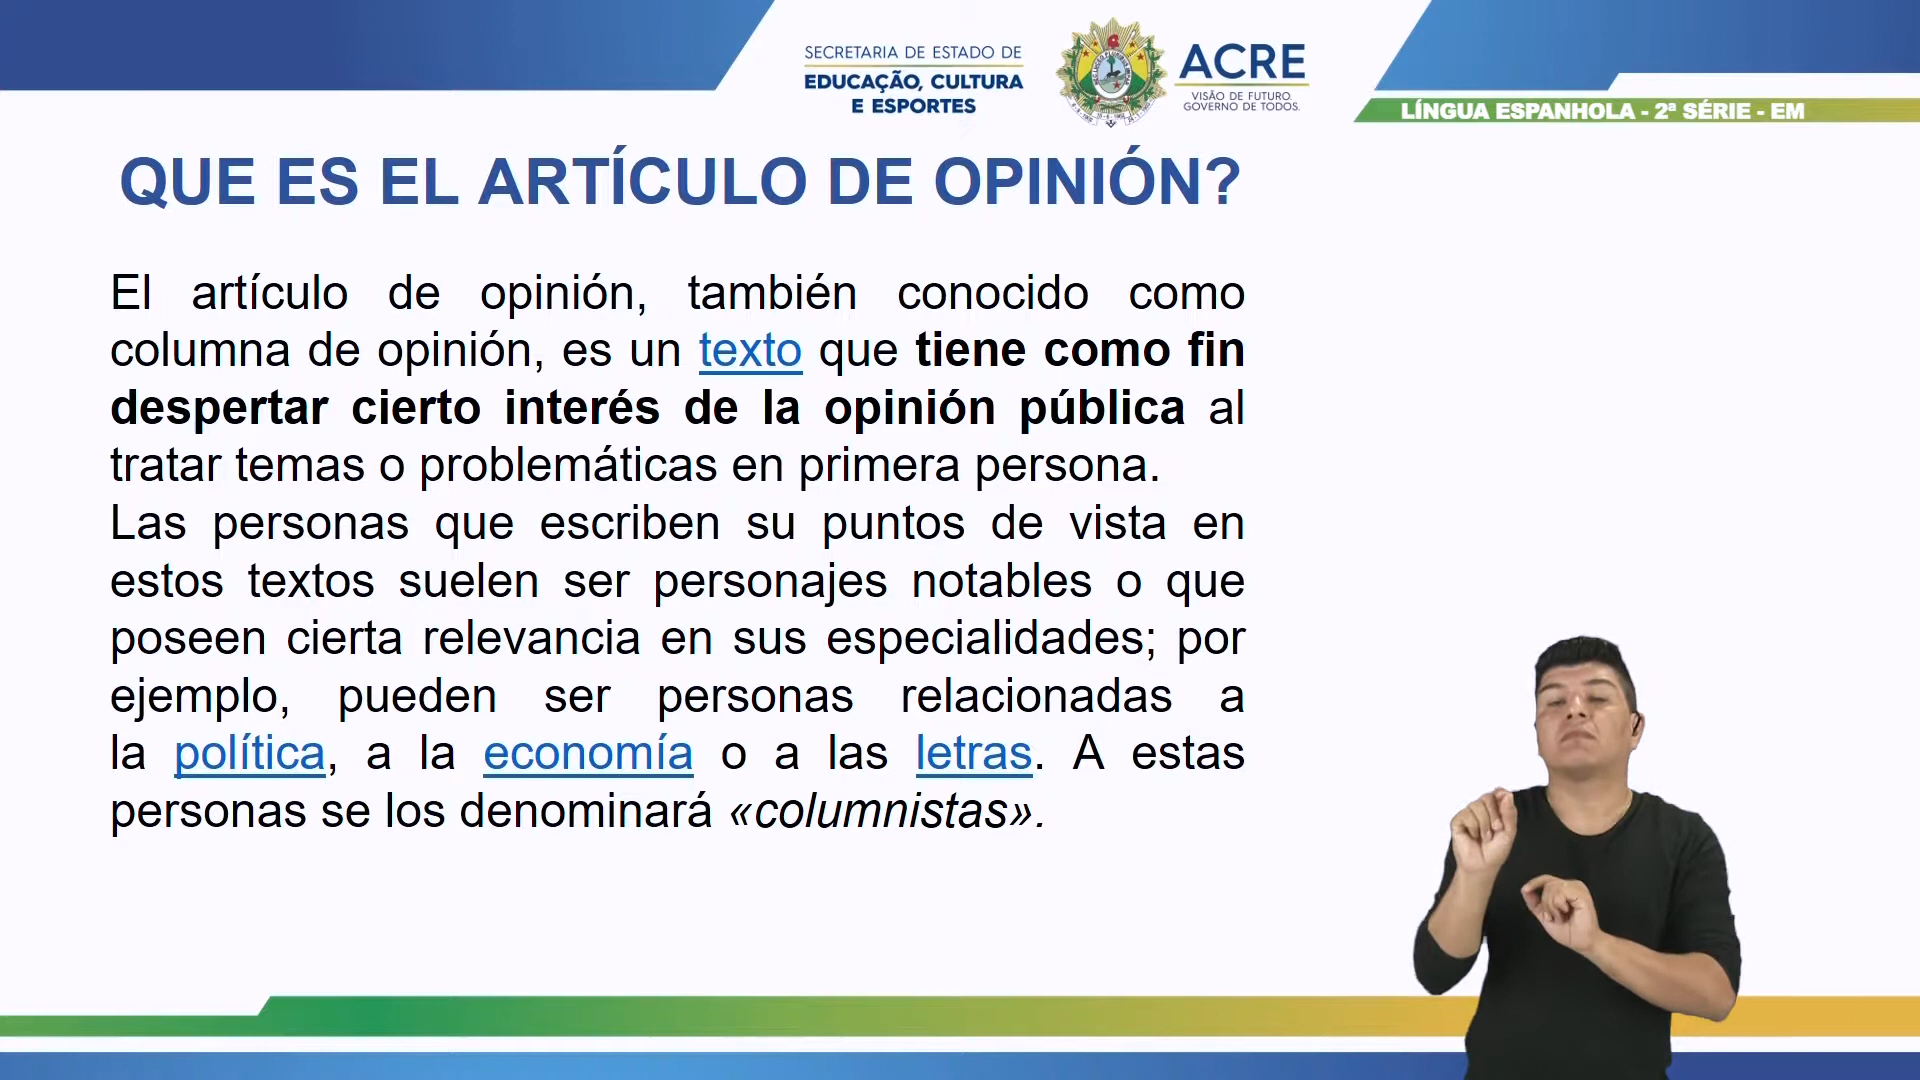 SECRETARIA DE ESTADO DE
EDUCAÇÃO, CULTURA
E ESPORTES
ACRE
VISÃO DE FUTURO.
GOVERNO DE TODOS.
LÍNGUA ESPANHOLA - 2ª SÉRIE - EM
QUE ES EL ARTÍCULO DE OPINIÓN?
El artículo de opinión, también conocido como
columna de opinión, es un texto que tiene como fin
despertar cierto interés de la opinión pública al
tratar temas o problemáticas en primera persona.
Las personas que escriben su puntos de vista en
estos textos suelen ser personajes notables o que
poseen cierta relevancia en sus especialidades; por
ejemplo, pueden ser personas relacionadas a
la política, a la economía o a las letras. A estas
personas se los denominará «columnistas».